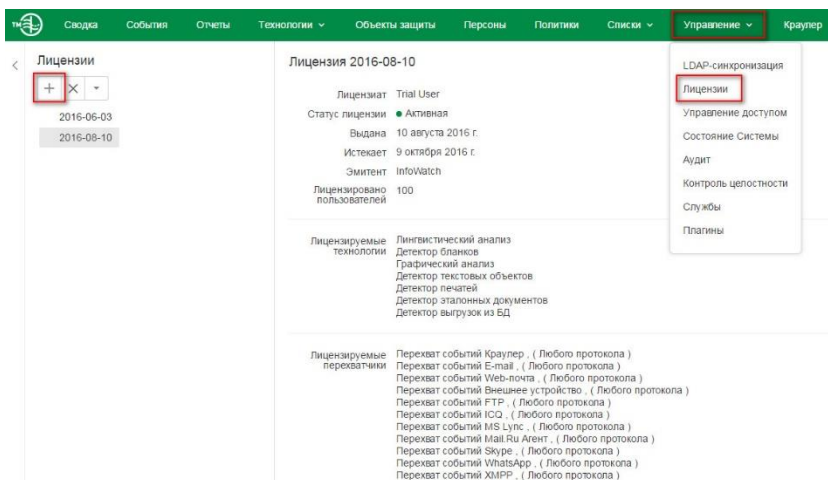 ТМ Сводка События Отчеты Технологии Объекты защиты Персоны Политики Списки Управление Краулер
Лицензии
2016-06-03
2016-08-10
Лицензия 2016-08-10
Лицензиат Trial User
Статус лицензии Активная
Выдана 10 августа 2016 г.
Истекает 9 октября 2016 г.
Эмитент InfoWatch
Лицензировано 100
пользователей
Лицензируемые Лингвистический анализ
технологии Детектор бланков
Графический анализ
Детектор текстовых объектов
Детектор печатей
Детектор эталонных документов
Детектор выгрузок из БД
Лицензируемые Перехват событий Краулер , ( Любого протокола )
перехватчики Перехват событий E-mail , ( Любого протокола )
Перехват событий Web-почта , ( Любого протокола )
Перехват событий Внешнее устройство , ( Любого протокола )
Перехват событий FTP , ( Любого протокола )
Перехват событий ICQ , ( Любого протокола )
Перехват событий MS Lync , ( Любого протокола )
Перехват событий Mail.Ru Агент , ( Любого протокола )
Перехват событий Skype , ( Любого протокола )
Перехват событий WhatsApp , ( Любого протокола )
Перехват событий XMPP , ( Любого протокола )
LDAP-синхронизация
Лицензии
Управление доступом
Состояние Системы
Аудит
Контроль целостности
Службы
Плагины